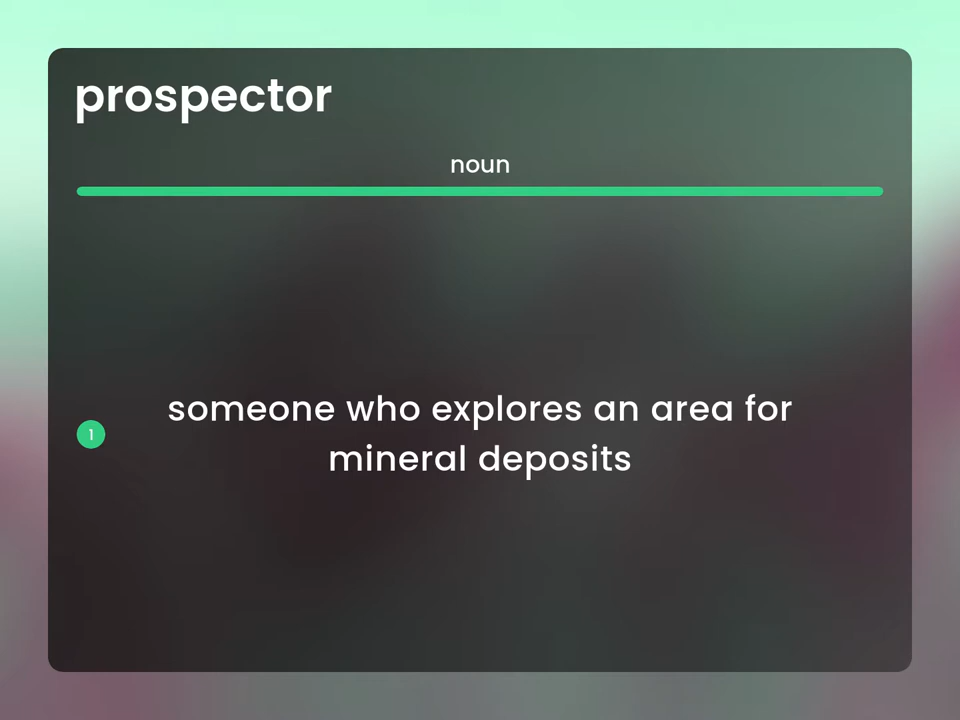 prospector
noun
1
someone who explores an area for
mineral deposits